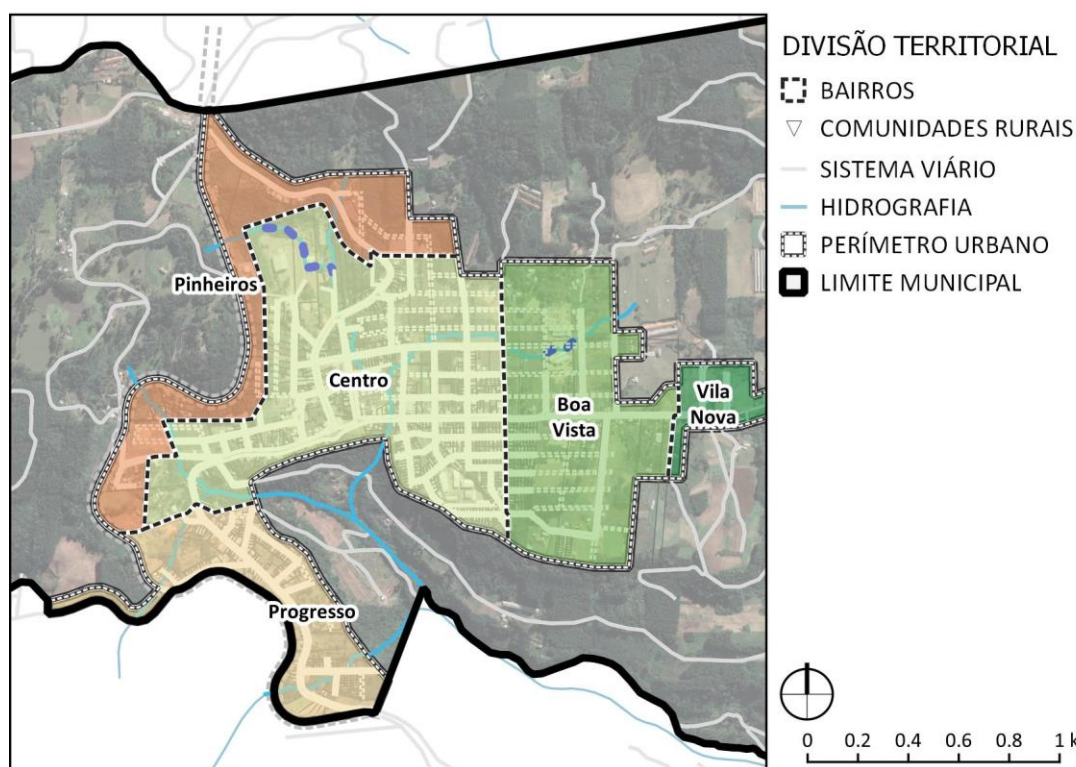 DIVISÃO TERRITORIAL
BAIRROS
COMUNIDADES RURAIS
SISTEMA VIÁRIO
HIDROGRAFIA
PERÍMETRO URBANO
LIMITE MUNICIPAL
Pinheiros
Centro
Boa
Vista
Vila
Nova
Progresso
0 0.2 0.4 0.6 0.8 1 k